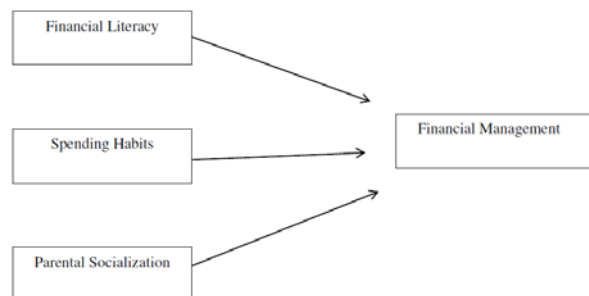 Financial Literacy
Spending Habits
Financial Management
Parental Socialization